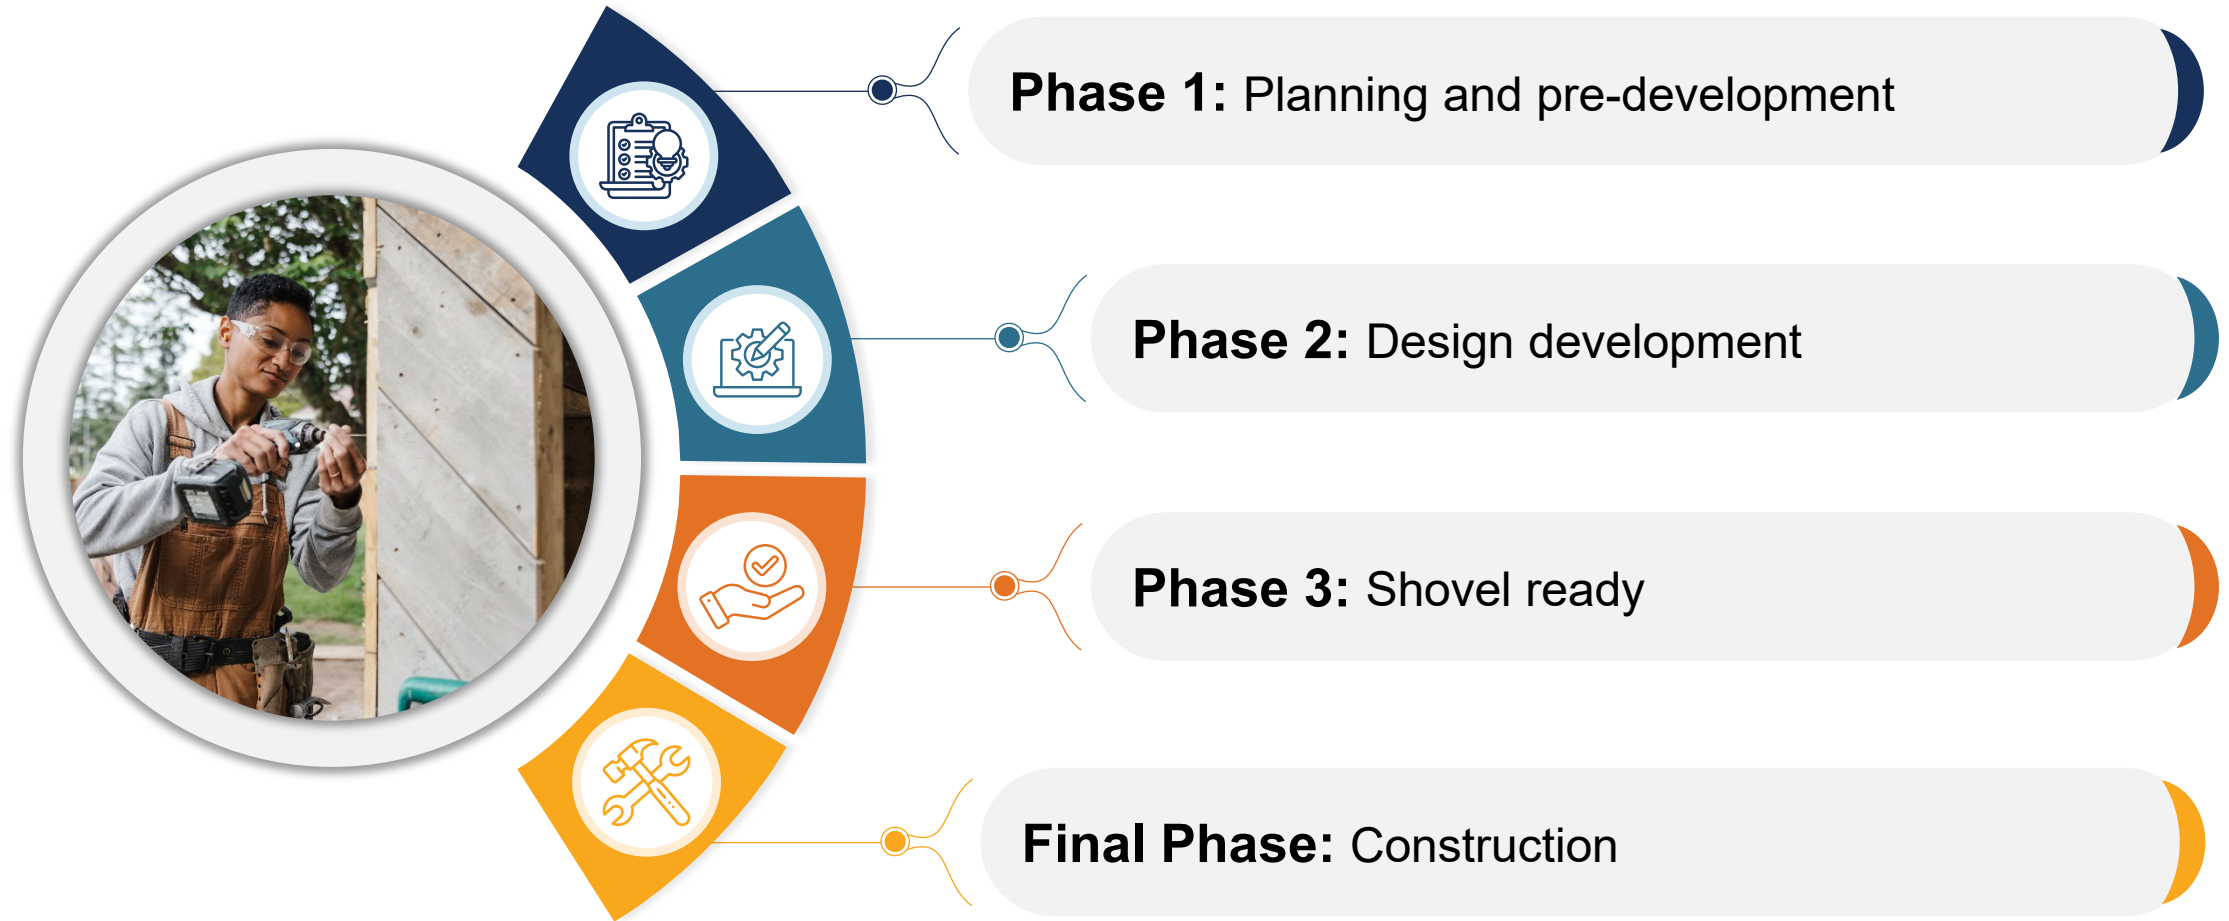 Phase 1: Planning and pre-development
Phase 2: Design development
Phase 3: Shovel ready
Final Phase: Construction